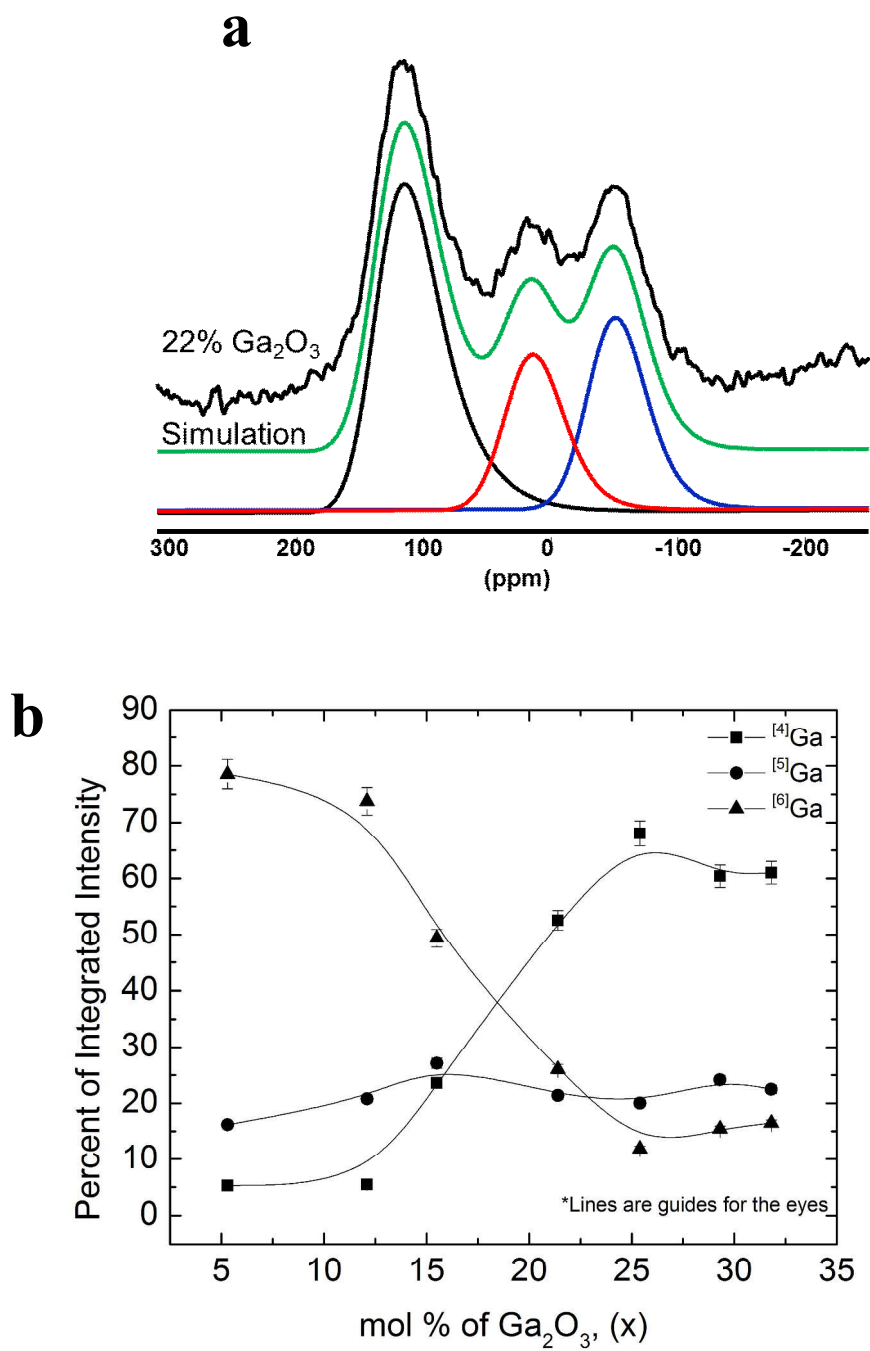 a
22% Ga₂O₃
Simulation
300 200 100 0 -100 -200
(ppm)
b
90
80
70
60
50
40
30
20
10
0
Percent of Integrated Intensity
[4]Ga
[5]Ga
[6]Ga
*Lines are guides for the eyes
5 10 15 20 25 30 35
mol % of Ga₂O₃, (x)